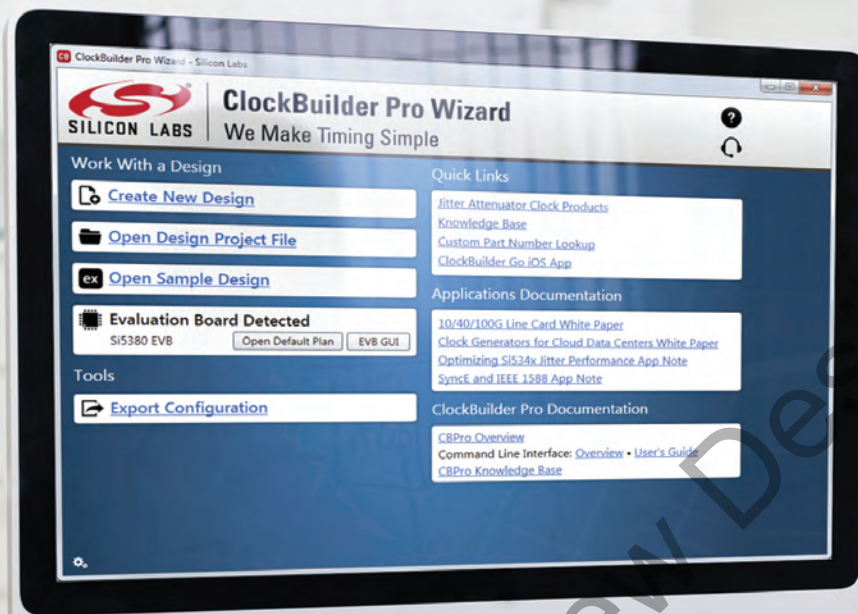 CB ClockBuilder Pro Wizard - Silicon Labs
SILICON LABS
ClockBuilder Pro Wizard
We Make Timing Simple
?
Work With a Design
Create New Design
Open Design Project File
ex Open Sample Design
Evaluation Board Detected
Si5380 EVB Open Default Plan EVB GUI
Tools
Export Configuration
Quick Links
Jitter Attenuator Clock Products
Knowledge Base
Custom Part Number Lookup
ClockBuilder Go iOS App
Applications Documentation
10/40/100G Line Card White Paper
Clock Generators for Cloud Data Centers White Paper
Optimizing Si534x Jitter Performance App Note
SyncE and IEEE 1588 App Note
ClockBuilder Pro Documentation
CBPro Overview
Command Line Interface: Overview • User's Guide
CBPro Knowledge Base